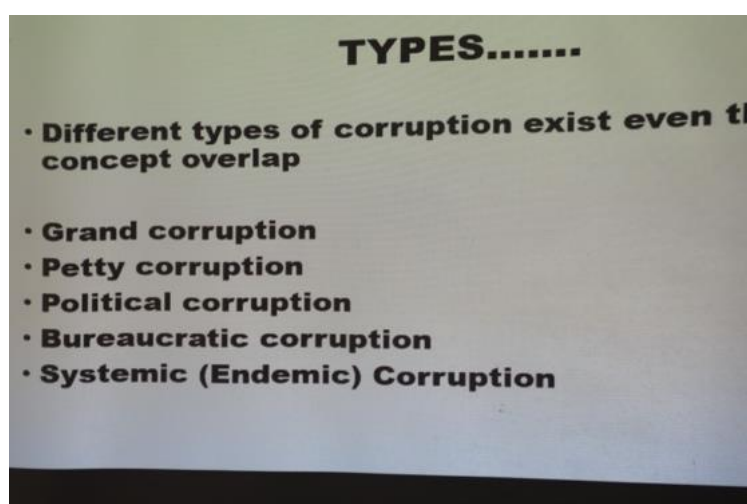 TYPES.......
• Different types of corruption exist even
concept overlap
• Grand corruption
• Petty corruption
• Political corruption
• Bureaucratic corruption
• Systemic (Endemic) Corruption